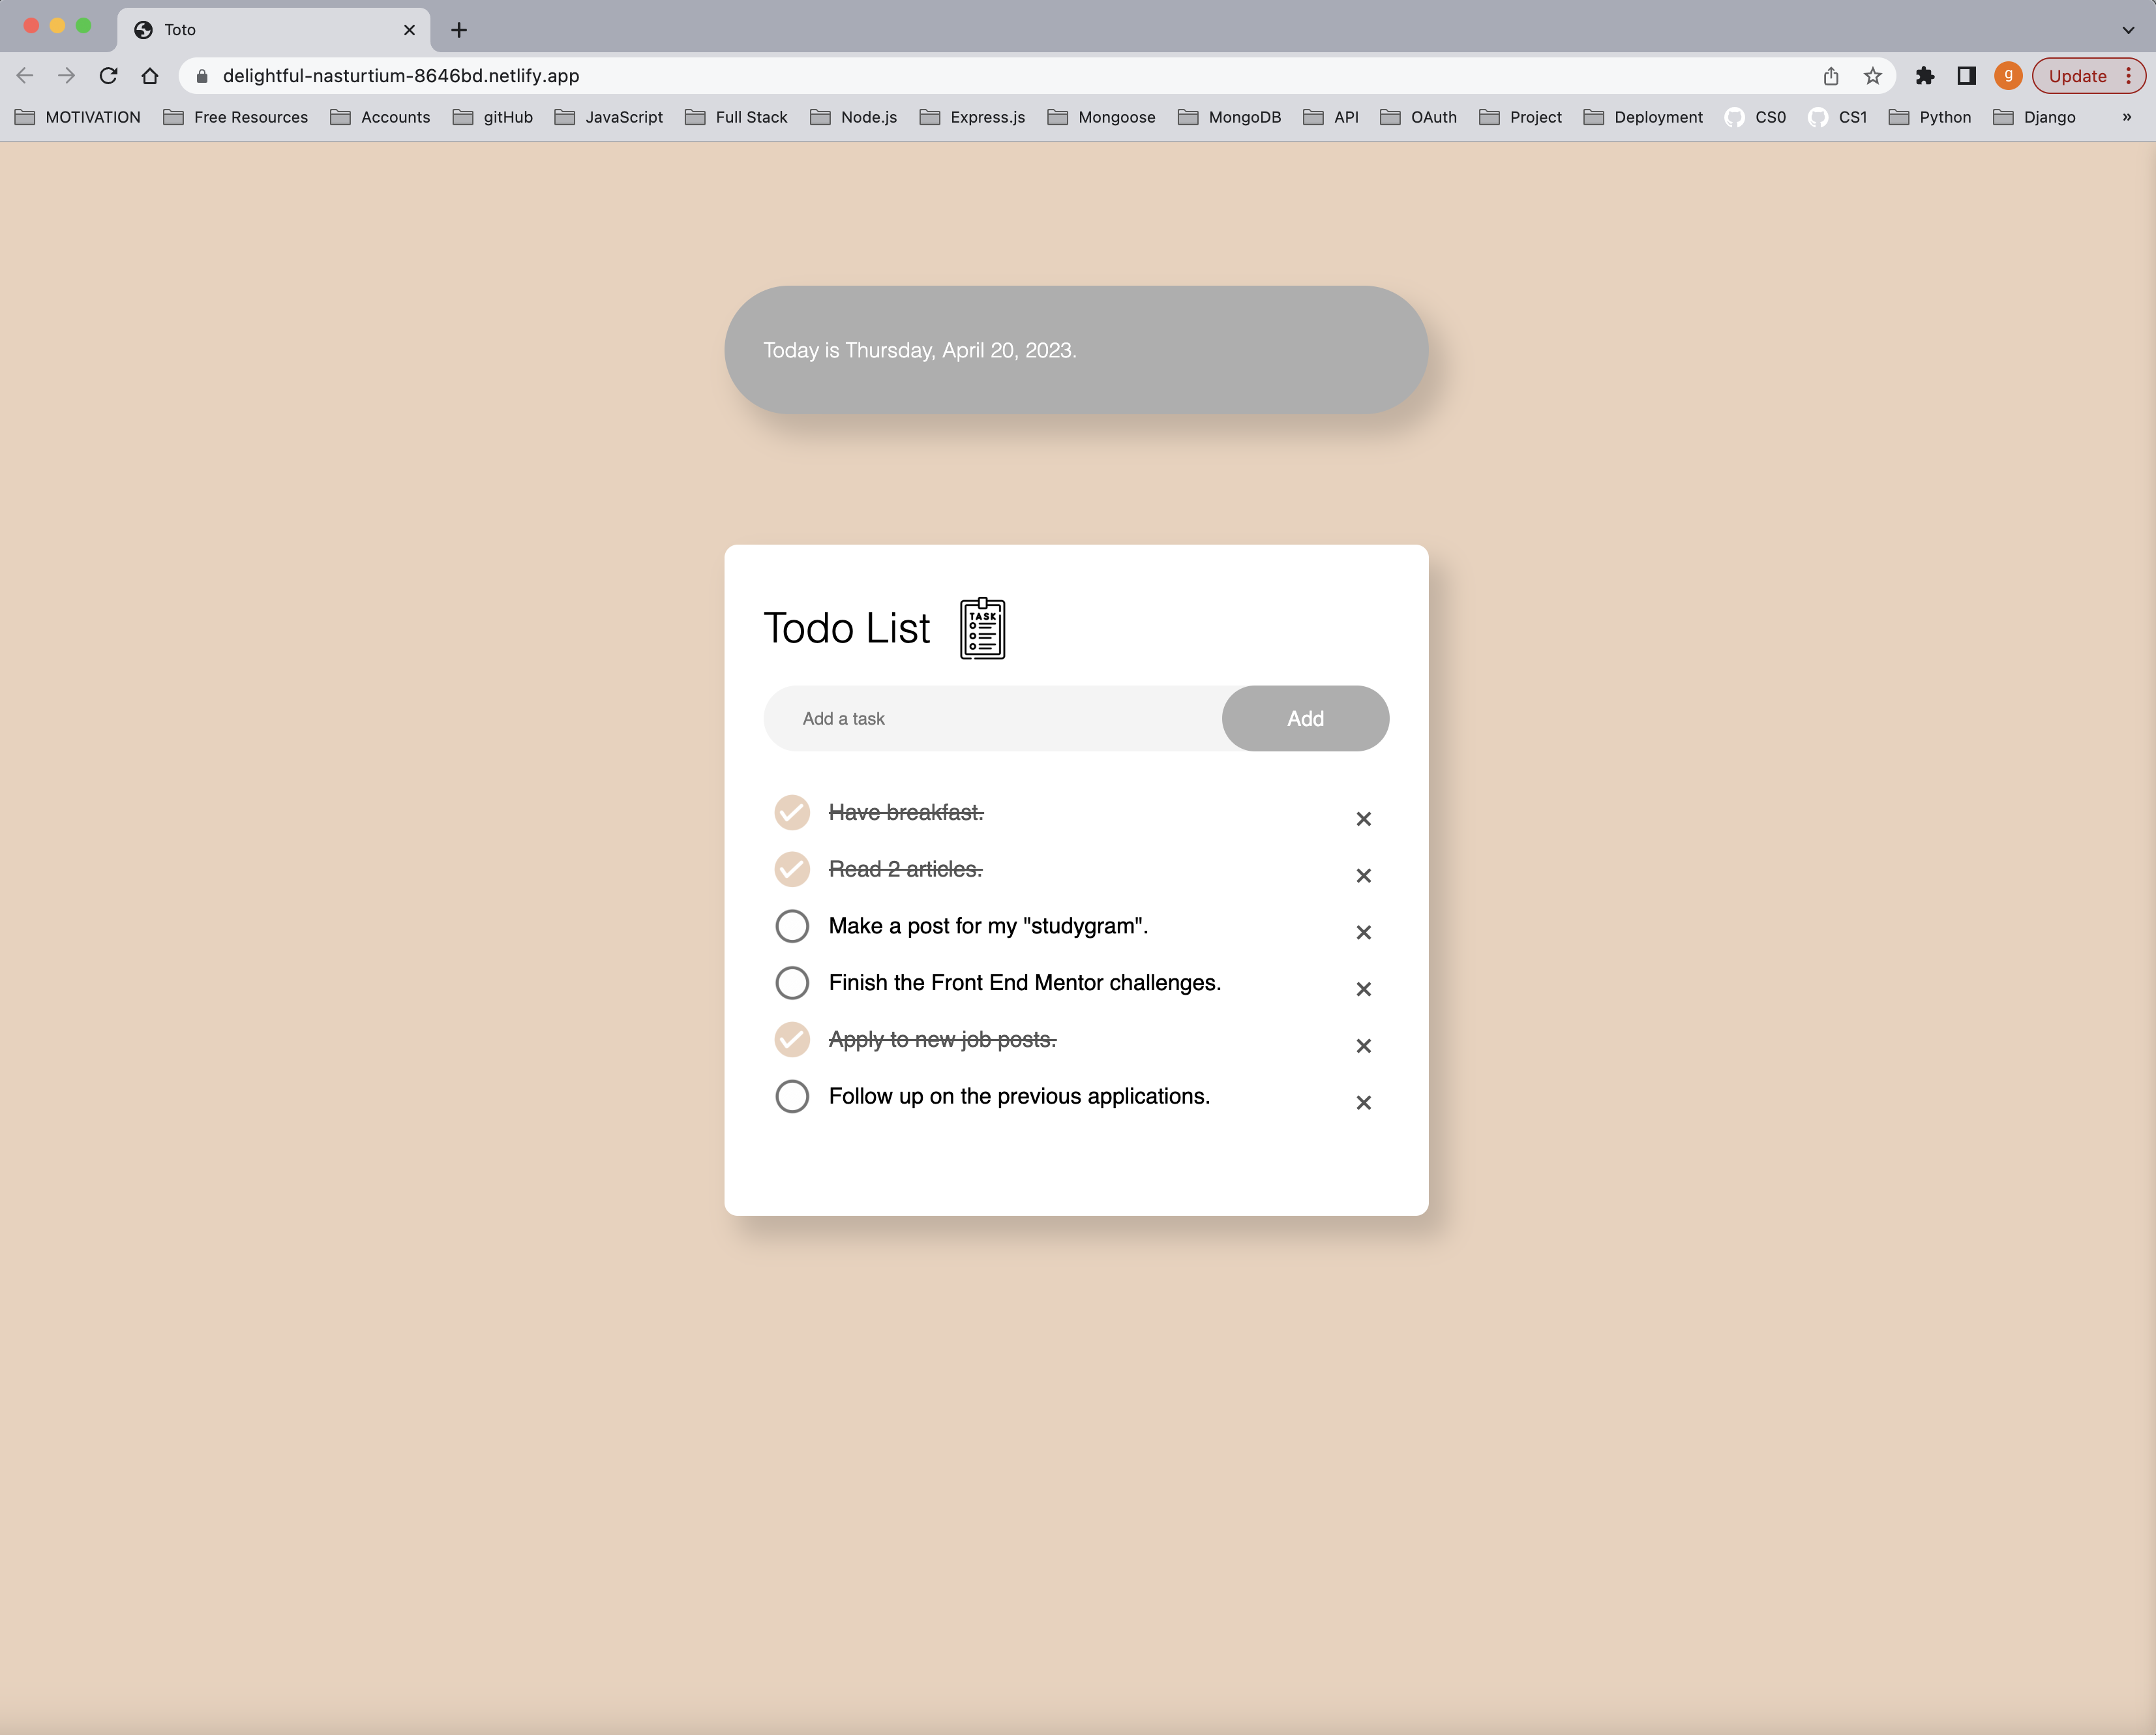 Toto
delightful-nasturtium-8646bd.netlify.app
g
Update
MOTIVATION Free Resources Accounts gitHub JavaScript Full Stack Node.js Express.js Mongoose MongoDB API OAuth Project Deployment CS0 CS1 Python Django »
Today is Thursday, April 20, 2023.
Todo List
TASK
Add a task
Add
Have breakfast.
Read 2 articles.
Make a post for my "studygram".
Finish the Front End Mentor challenges.
Apply to new job posts.
Follow up on the previous applications.